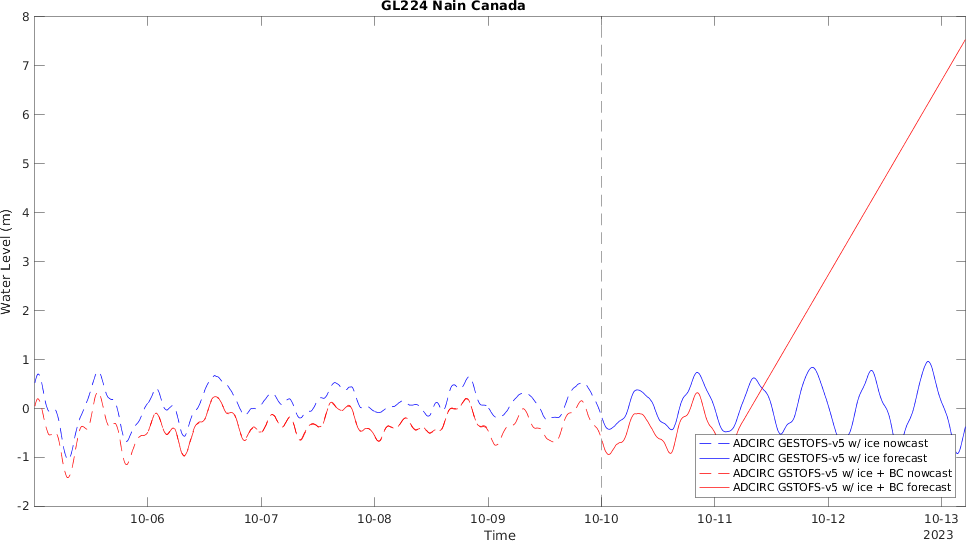 GL224 Nain Canada
8
7
6
5
4
3
2
1
0
-1
-2
Water Level (m)
ADCIRC GESTOFS-v5 w/ ice nowcast
ADCIRC GESTOFS-v5 w/ ice forecast
ADCIRC GSTOFS-v5 w/ ice + BC nowcast
ADCIRC GSTOFS-v5 w/ ice + BC forecast
10-06 10-07 10-08 10-09 10-10 10-11 10-12 10-13
Time
2023